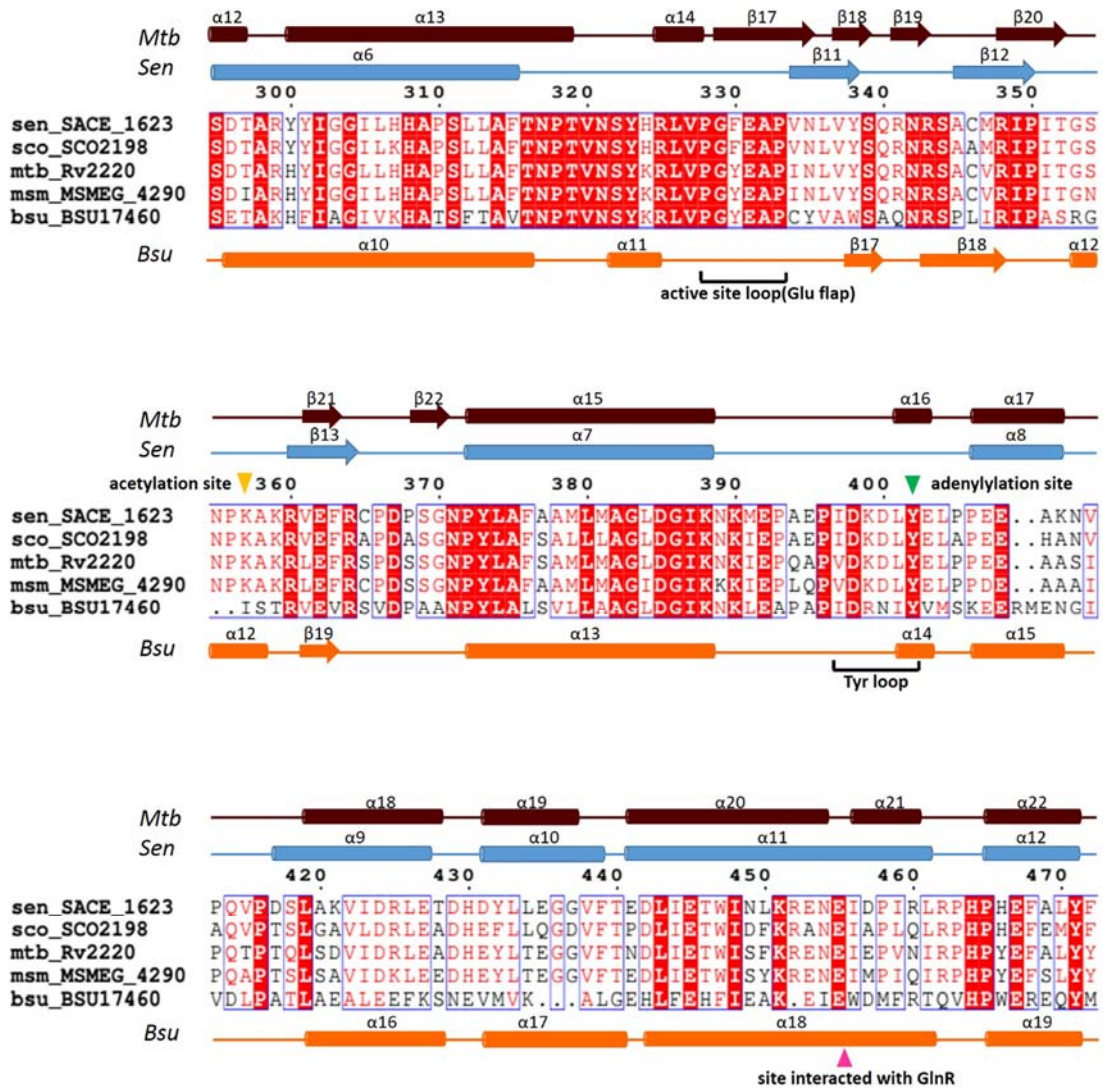 α12 α13 α14 β17 β18 β19 β20
Mtb
α6 β11 β12
Sen
300 310 320 330 340 350
sen_SACE_1623 SDTARYYIGGILHHAPSLLAFTNPTVNSYHRLVPGFEAPVNLVYSQRNRSACMRIPITGS
sco_SCO2198 SDTARYYIGGILKHAPSLLAFTNPTVNSYHRLVPGFEAPVNLVYSQRNRSAAMRIPITGS
mtb_Rv2220 SDTARHYIGGLLHHAPSLLAFTNPTVNSYKRLVPGYEAPINLVYSQRNRSACVRIPITGS
msm_MSMEG_4290 SDIARHYIGGLLHHAPSLLAFTNPTVNSYKRLVPGYEAPINLVYSQRNRSACVRIPITGN
bsu_BSU17460 SETAKHFIAGIVKHATSFTAVTNPTVNSYKRLVPGYEAPCYVAWSAQNRSPLIRIPASRG
α10 α11 β17 β18 α12
Bsu
active site loop(Glu flap)
β21 β22 α15 α16 α17
Mtb
β13 α7 α8
Sen
acetylation site 360 370 380 390 400 adenylylation site
sen_SACE_1623 NPKAKRVEFRCPDPSGNPYLAFAAMLMAGLDGIKNKMEPAEPIDKDLYELPPEE..AKNV
sco_SCO2198 NPKAKRVEFRAPDASGNPYLAFSALLLAGLDGIKNKIEPAEPIDKDLYELAPEE..HANV
mtb_Rv2220 NPKAKRLEFRSPDSSGNPYLAFSAMLMAGLDGIKNKIEPQAPVDKDLYELPPEE..AASI
msm_MSMEG_4290 NPKAKRLEFRCPDSSGNPYLAFAAMLMAGIDGIKKKIEPLQPVDKDLYELPPDE..AAAI
bsu_BSU17460 ..ISTRVEVRSVDPAANPYLALSVLLAAGLDGIKNKLEAPAPIDRNIYVMSKEERMENGI
α12 β19 α13 α14 α15
Bsu
Tyr loop
α18 α19 α20 α21 α22
Mtb
α9 α10 α11 α12
Sen
420 430 440 450 460 470
sen_SACE_1623 PQVPDSLAKVIDRLETDHDYLLEGGVFTEDLIETWINLKRENEIDPIRLRPHPHEFALYF
sco_SCO2198 AQVPTSLGAVLDRLEADHEFLLQGDVFTPDLIETWIDFKRANEIAPLQLRPHPHEFEMYF
mtb_Rv2220 PQTPTQLSDVIDRLEADHEYLTEGGVFTNDLIETWISFKRENEIEPVNIRPHPYEFALYY
msm_MSMEG_4290 PQAPTSLSAVIDKLEEDHEYLTEGGVFTEDLIETWISYKRENEIMPIQIRPHPYEFSLYY
bsu_BSU17460 VDLPATLAEALEEFKSNEVMVK...ALGEHLFEHFIEAK.EIEWDMFRTQVHPWEREQYM
α16 α17 α18 α19
Bsu
site interacted with GlnR